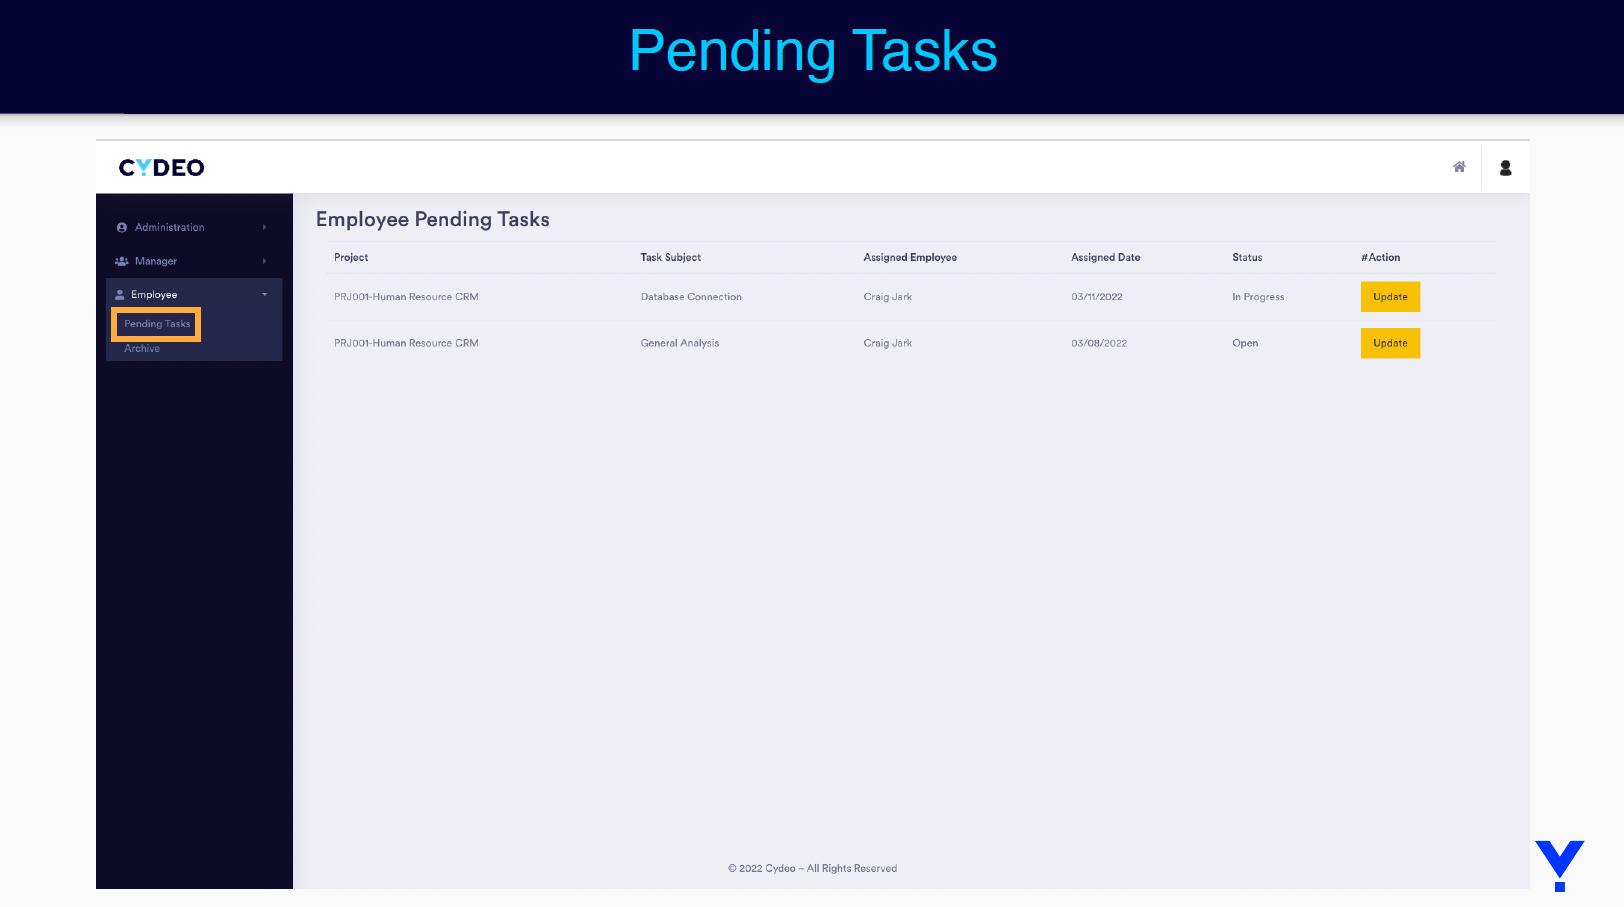 Pending Tasks
CYDEO
Administration
Manager
Employee
Pending Tasks
Archive
Employee Pending Tasks
Project Task Subject Assigned Employee Assigned Date Status #Action
PRJ001-Human Resource CRM Database Connection Craig Jark 03/11/2022 In Progress Update
PRJ001-Human Resource CRM General Analysis Craig Jark 03/08/2022 Open Update
© 2022 Cydeo – All Rights Reserved